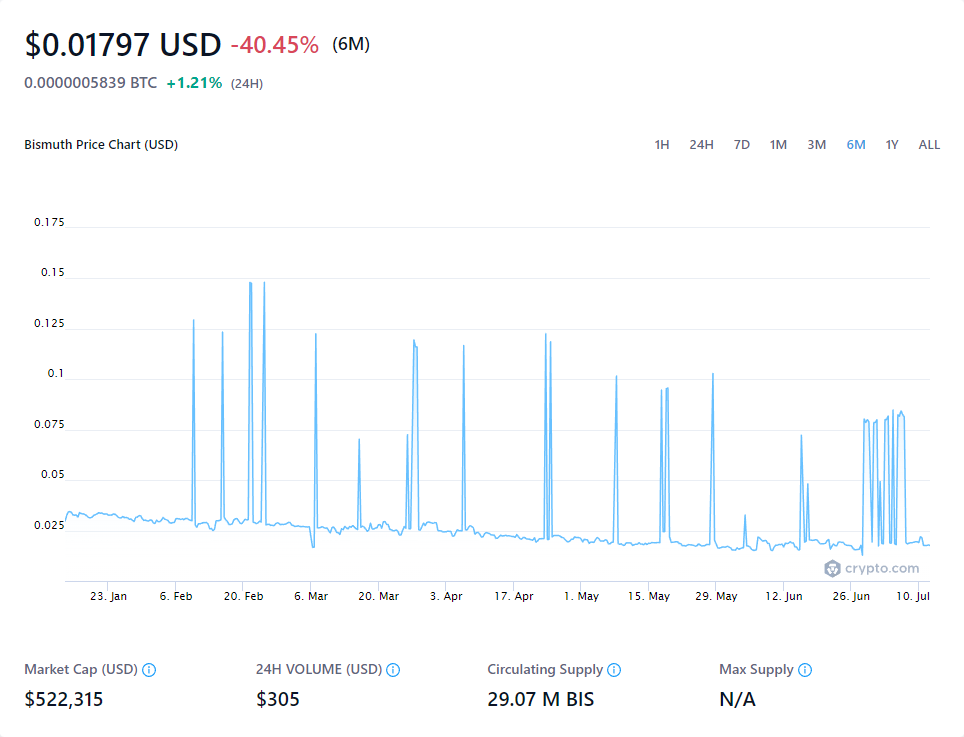 $0.01797 USD -40.45% (6M)
0.0000005839 BTC +1.21% (24H)
Bismuth Price Chart (USD) 1H 24H 7D 1M 3M 6M 1Y ALL
0.175
0.15
0.125
0.1
0.075
0.05
0.025
crypto.com
23. Jan 6. Feb 20. Feb 6. Mar 20. Mar 3. Apr 17. Apr 1. May 15. May 29. May 12. Jun 26. Jun 10. Jul
Market Cap (USD) 24H VOLUME (USD) Circulating Supply Max Supply
$522,315 $305 29.07 M BIS N/A